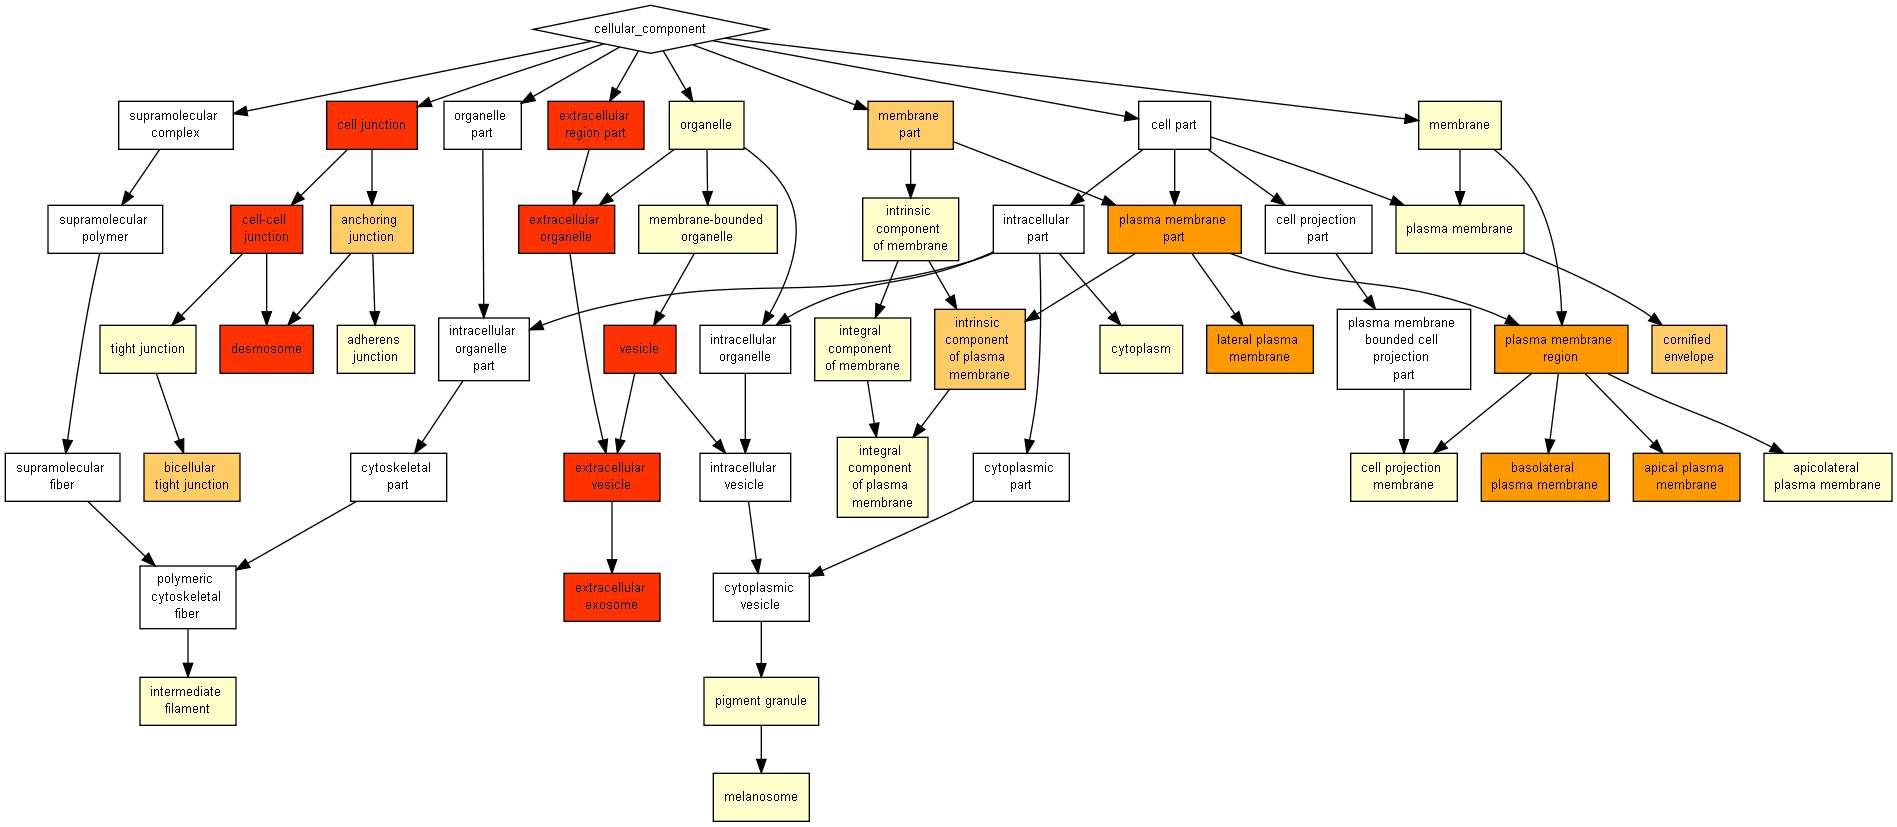 cellular_component
supramolecular
complex
cell junction
organelle
part
extracellular
region part
organelle
membrane
part
cell part
membrane
supramolecular
polymer
cell-cell
junction
anchoring
junction
extracellular
organelle
membrane-bounded
organelle
intrinsic
component
of membrane
intracellular
part
plasma membrane
part
cell projection
part
plasma membrane
tight junction
desmosome
adherens
junction
intracellular
organelle
part
vesicle
intracellular
organelle
integral
component
of membrane
intrinsic
component
of plasma
membrane
cytoplasm
lateral plasma
membrane
plasma membrane
bounded cell
projection
part
plasma membrane
region
cornified
envelope
supramolecular
fiber
bicellular
tight junction
cytoskeletal
part
extracellular
vesicle
intracellular
vesicle
integral
component
of plasma
membrane
cytoplasmic
part
cell projection
membrane
basolateral
plasma membrane
apical plasma
membrane
apicolateral
plasma membrane
polymeric
cytoskeletal
fiber
extracellular
exosome
cytoplasmic
vesicle
intermediate
filament
pigment granule
melanosome